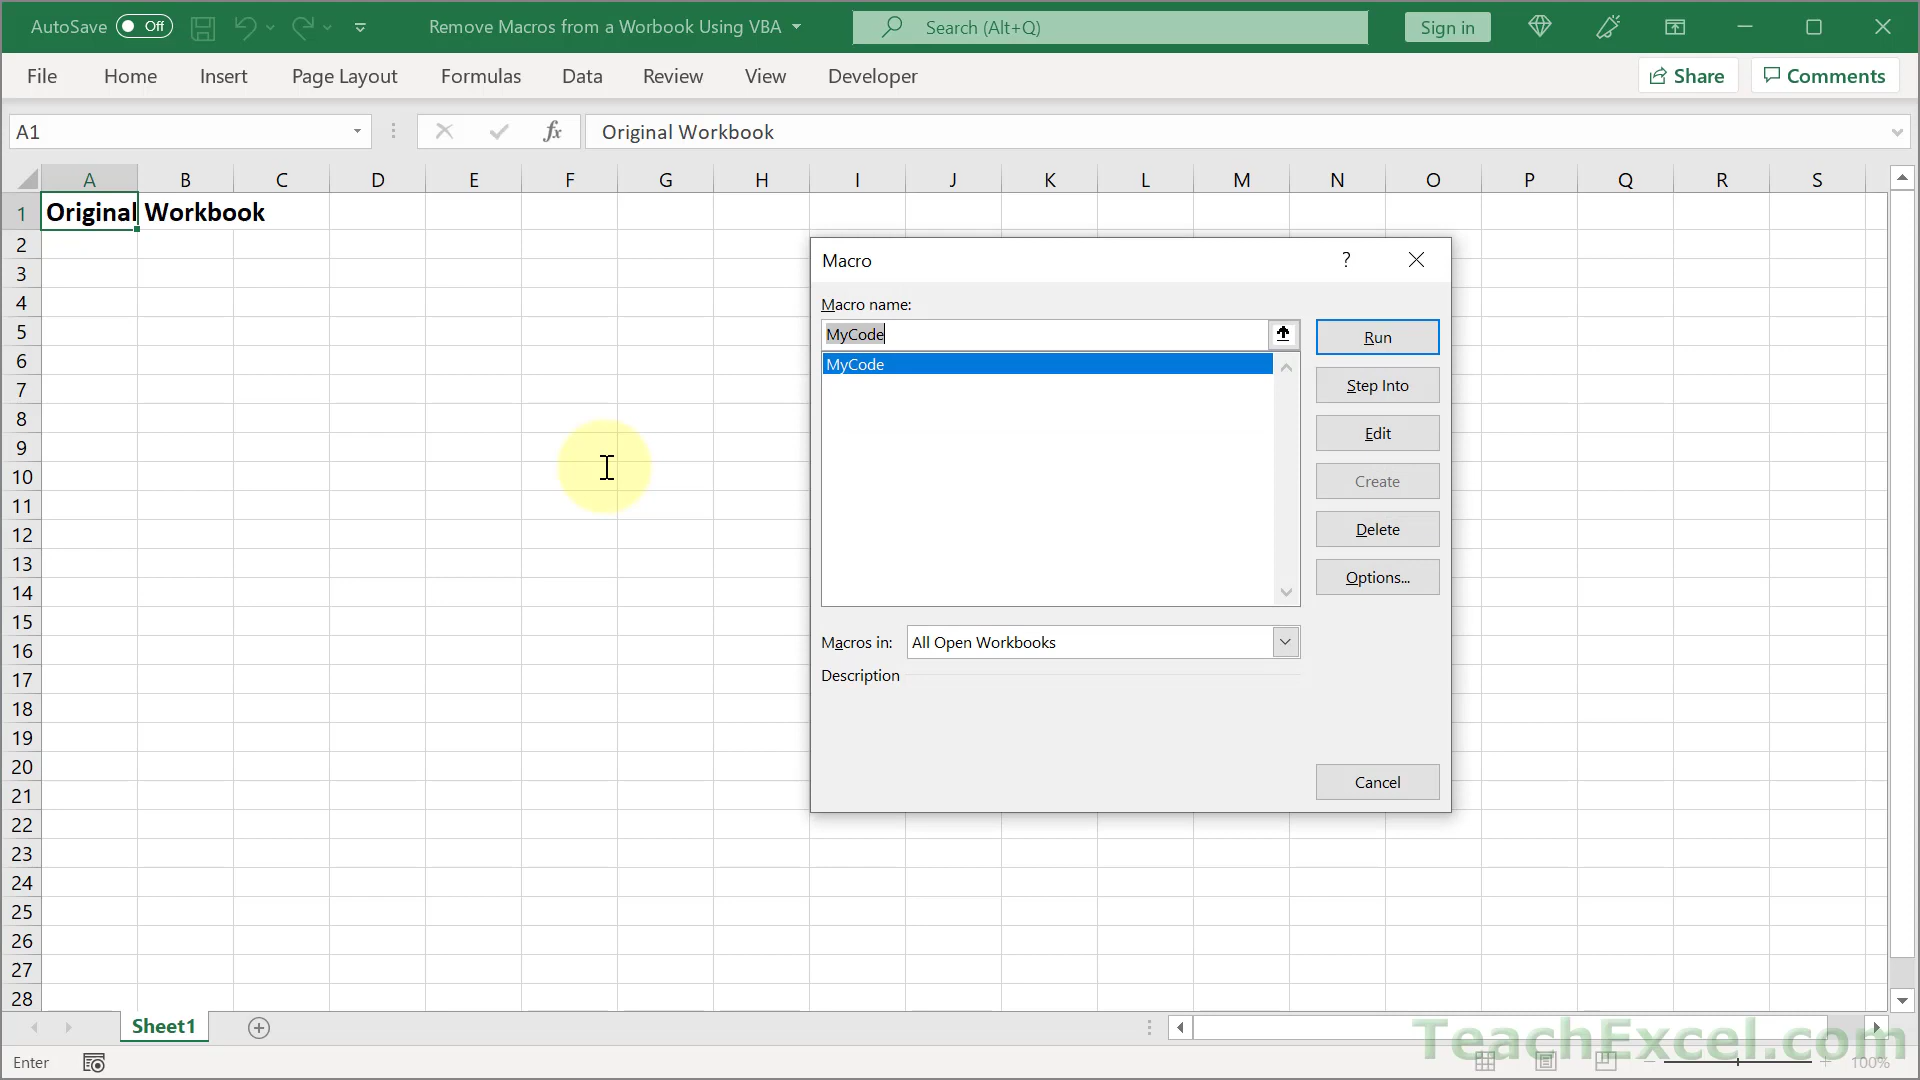 AutoSave Off Remove Macros from a Worbook Using VBA Search (Alt+Q) Sign in
File Home Insert Page Layout Formulas Data Review View Developer Share Comments
A1 fx Original Workbook
A B C D E F G H I J K L M N O P Q R S
1 Original Workbook
2
3
4
5
6
7
8
9
10
11
12
13
14
15
16
17
18
19
20
21
22
23
24
25
26
27
28
Macro ?
Macro name:
MyCode
MyCode
Run
Step Into
Edit
Create
Delete
Options...
Macros in: All Open Workbooks
Description
Cancel
Sheet1
Enter
100%
TeachExcel.com